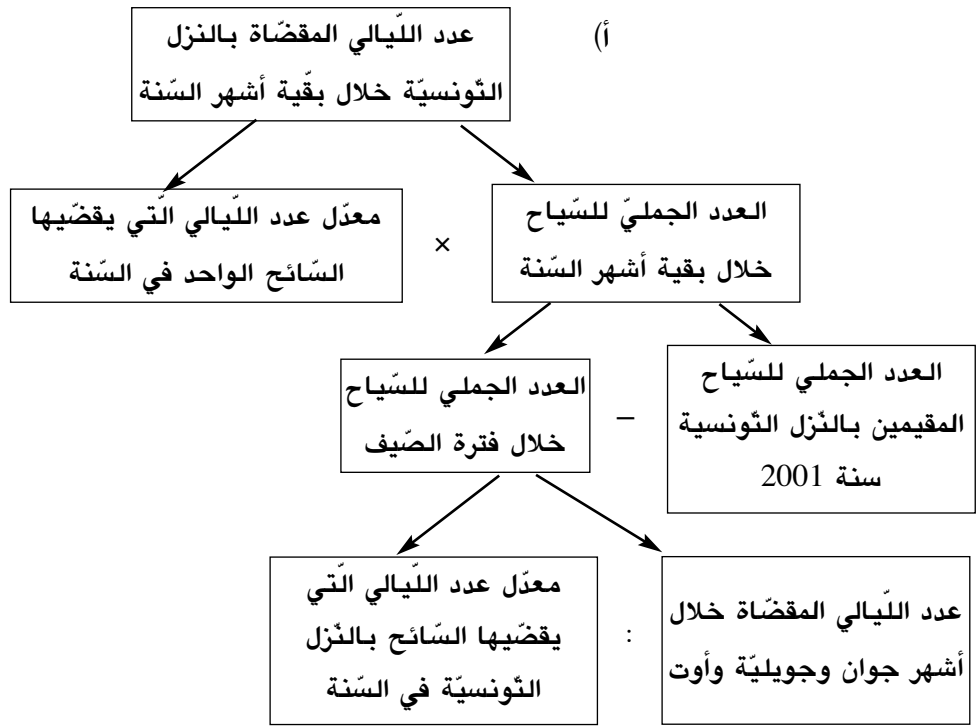 أ)
عدد اللّيالي المقضّاة بالنزل
التّونسيّة خلال بقّية أشهر السّنة
العدد الجمليّ للسّياح
خلال بقية أشهر السّنة
×
معدّل عدد اللّيالي الّتي يقضّيها
السّائح الواحد في السّنة
العدد الجملي للسّياح
المقيمين بالنّزل التّونسية
سنة 2001
–
العدد الجملي للسّياح
خلال فترة الصّيف
عدد اللّيالي المقضّاة خلال
أشهر جوان وجويليّة وأوت
:
معدّل عدد اللّيالي الّتي
يقضّيها السّائح بالنّزل
التّونسيّة في السّنة